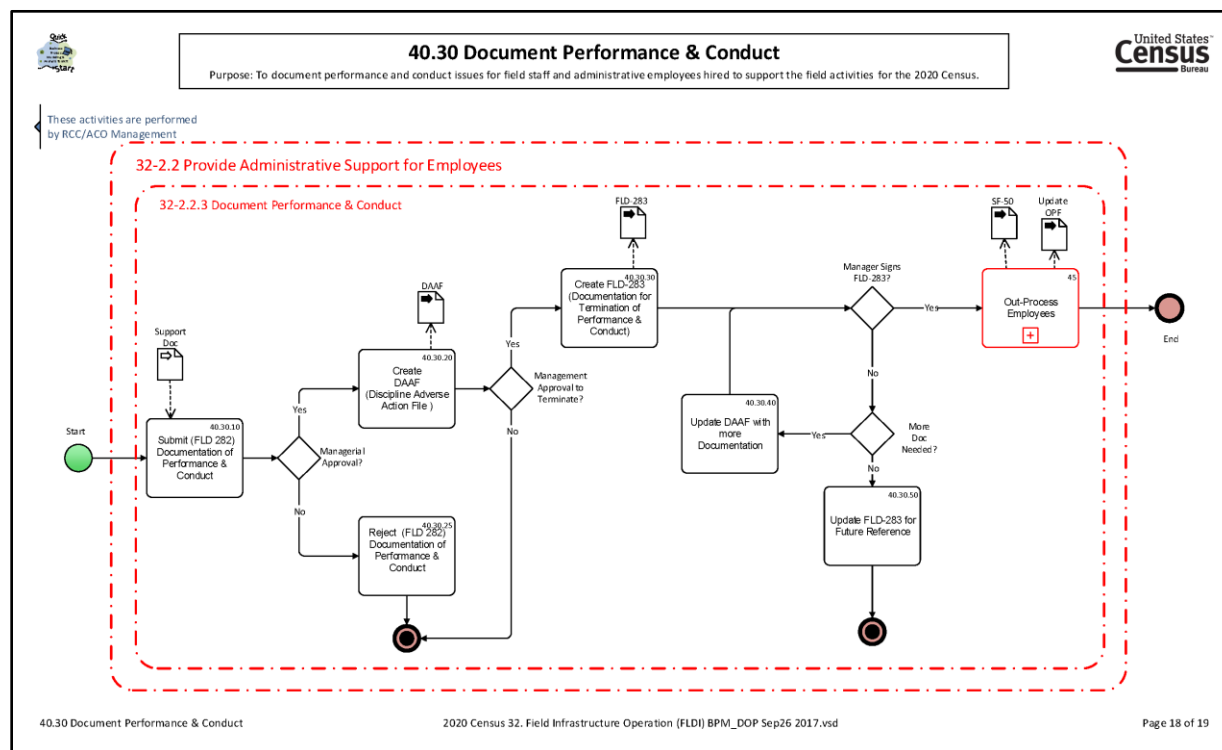 Quick
Start
40.30 Document Performance & Conduct
Purpose: To document performance and conduct issues for field staff and administrative employees hired to support the field activities for the 2020 Census.
United States™
Census
Bureau
These activities are performed
by RCC/ACO Management
32-2.2 Provide Administrative Support for Employees
32-2.2.3 Document Performance & Conduct
Start
Support
Doc
40.30.10
Submit (FLD 282)
Documentation of
Performance &
Conduct
Managerial
Approval?
Yes
No
DAAF
40.30.20
Create
DAAF
(Discipline Adverse
Action File )
40.30.25
Reject (FLD 282)
Documentation of
Performance &
Conduct
Management
Approval to
Terminate?
Yes
No
FLD-283
40.30.30
Create FLD-283
(Documentation for
Termination of
Performance &
Conduct)
Manager Signs
FLD-283?
Yes
No
40.30.40
Update DAAF with
more
Documentation
Yes
More
Doc
Needed?
No
40.30.50
Update FLD-283 for
Future Reference
SF-50
Update
OPF
45
Out-Process
Employees
+
End
40.30 Document Performance & Conduct
2020 Census 32. Field Infrastructure Operation (FLDI) BPM_DOP Sep26 2017.vsd
Page 18 of 19